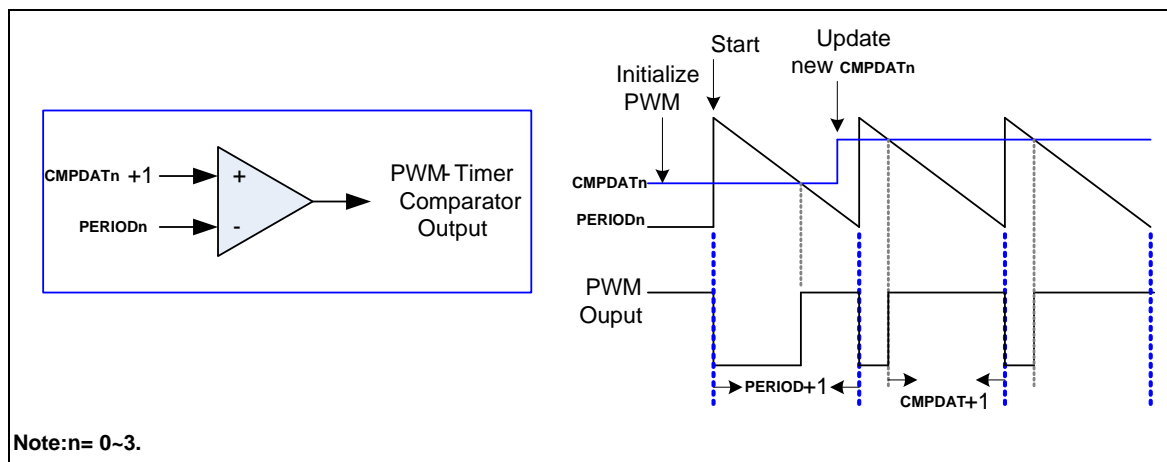 CMPDATn +1
+
PERIODn
-
PWM-Timer
Comparator
Output
Initialize
PWM
Start
Update
new CMPDATn
CMPDATn
PERIODn
PWM
Ouput
PERIOD+1
CMPDAT+1
Note:n= 0~3.